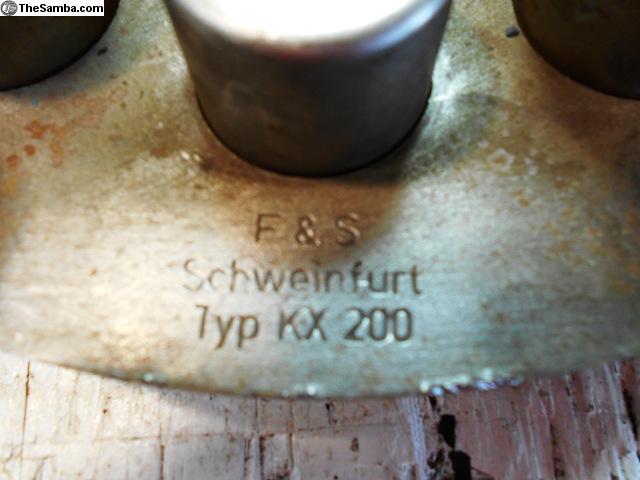 TheSamba.com
F & S
Schweinfurt
Typ KX 200